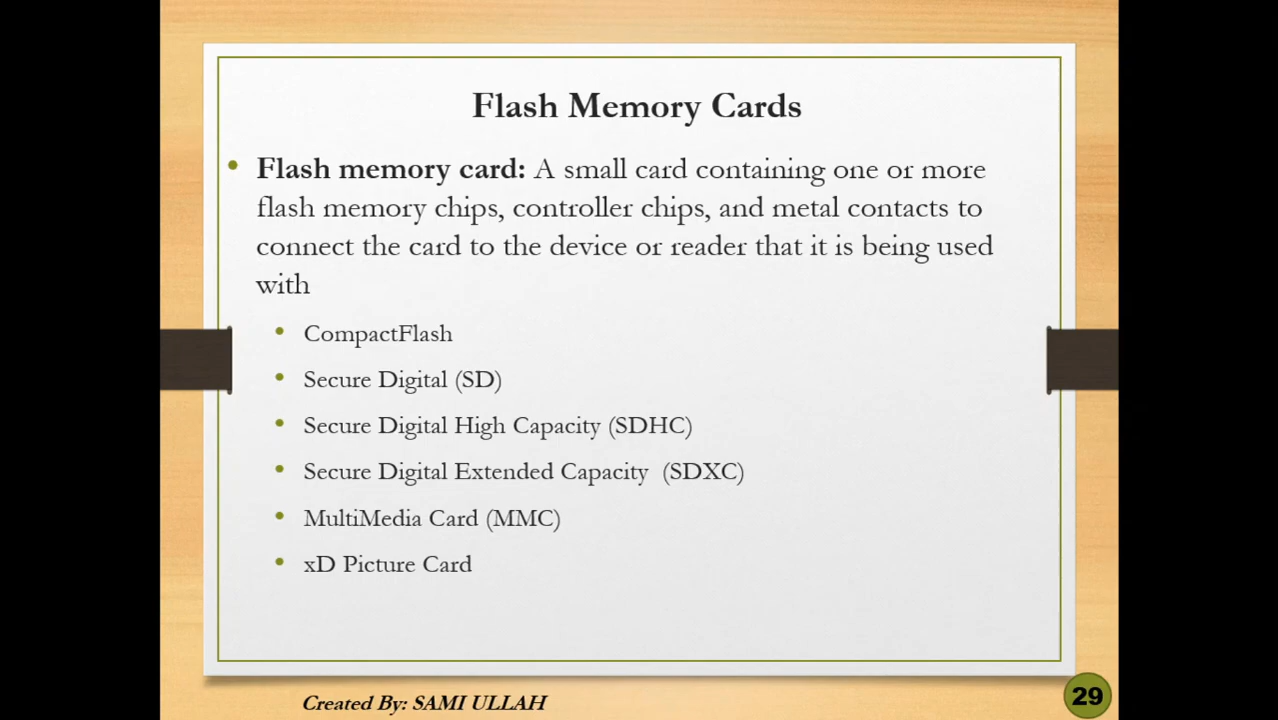 Flash Memory Cards
• Flash memory card: A small card containing one or more
flash memory chips, controller chips, and metal contacts to
connect the card to the device or reader that it is being used
with
• CompactFlash
• Secure Digital (SD)
• Secure Digital High Capacity (SDHC)
• Secure Digital Extended Capacity  (SDXC)
• MultiMedia Card (MMC)
• xD Picture Card
Created By: SAMI ULLAH
29